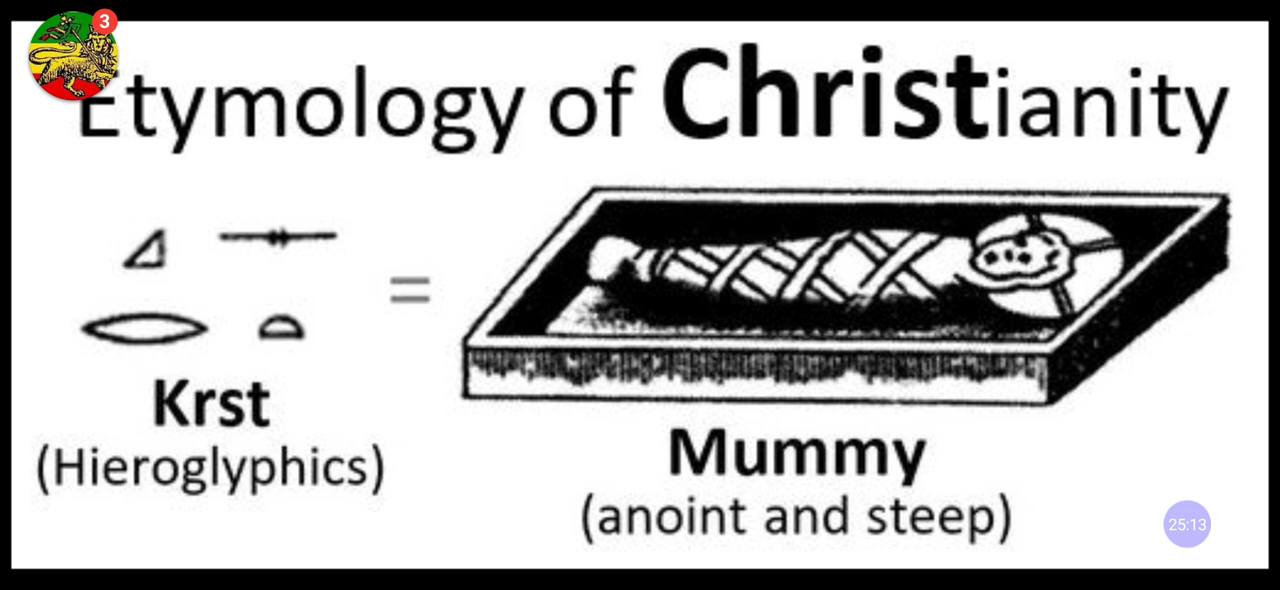 3
Etymology of Christianity
=
Krst
(Hieroglyphics)
Mummy
(anoint and steep)
25:13